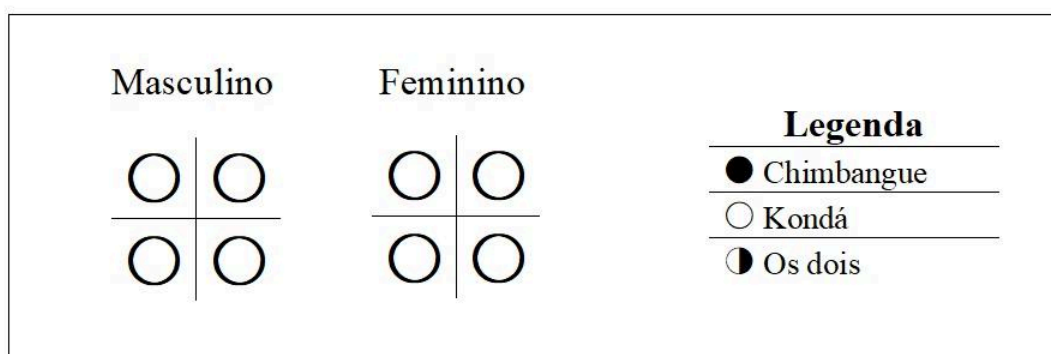 Masculino
Feminino
Legenda
Chimbangue
Kondá
Os dois